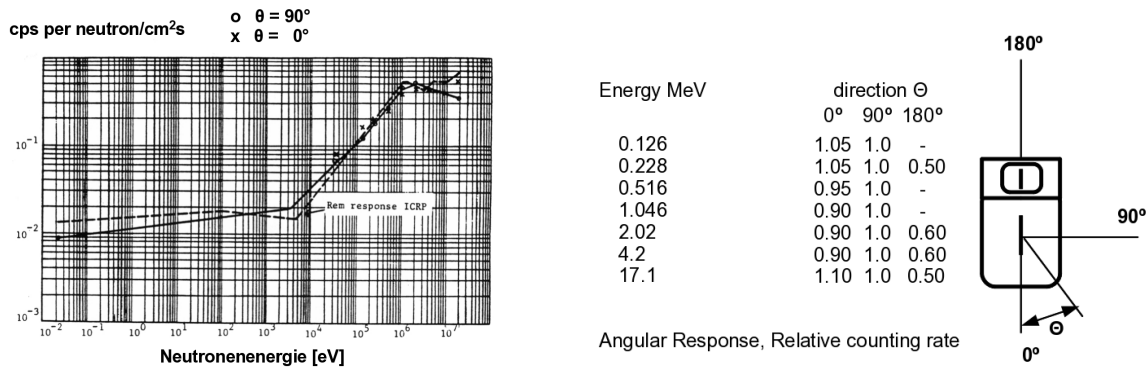 cps per neutron/cm²s
o θ = 90°
x θ = 0°
10⁻¹
10⁻²
10⁻³
Rem response ICRP
10⁻² 10⁻¹ 10⁰ 10¹ 10² 10³ 10⁴ 10⁵ 10⁶ 10⁷
Neutronenenergie [eV]
Energy MeV direction Θ
0º 90º 180º
0.126 1.05 1.0 -
0.228 1.05 1.0 0.50
0.516 0.95 1.0 -
1.046 0.90 1.0 -
2.02 0.90 1.0 0.60
4.2 0.90 1.0 0.60
17.1 1.10 1.0 0.50
Angular Response, Relative counting rate
180º
90º
Θ
0º